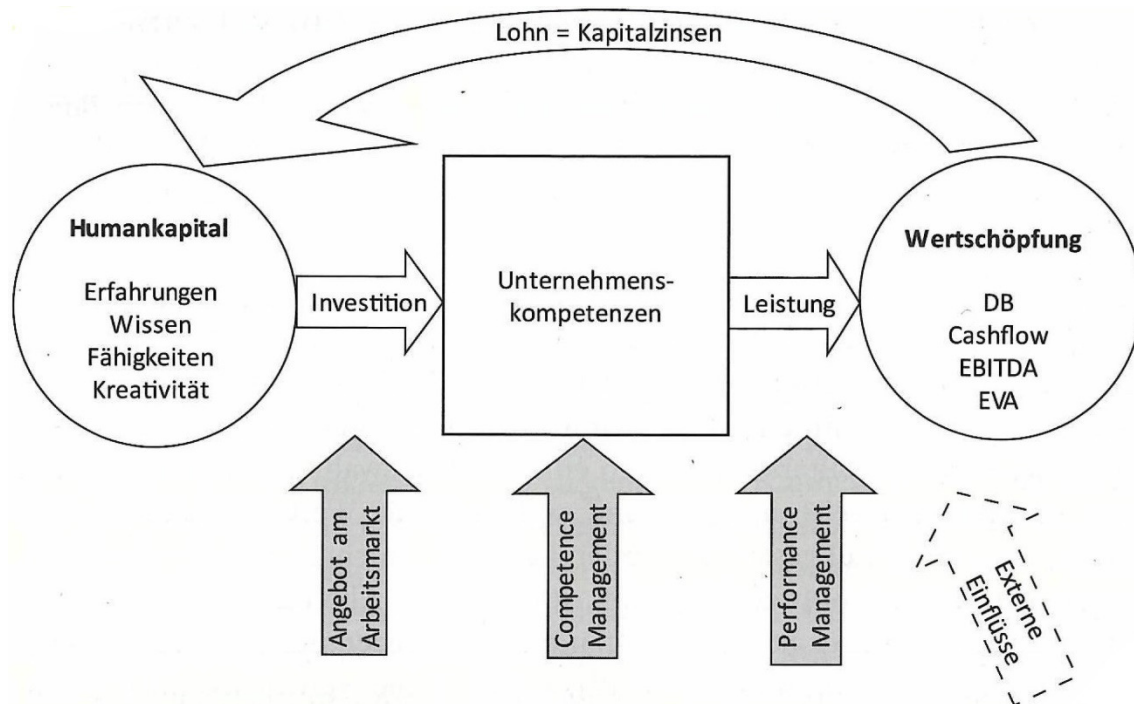 Lohn = Kapitalzinsen
Humankapital
Erfahrungen
Wissen
Fähigkeiten
Kreativität
Investition
Unternehmens-
kompetenzen
Leistung
Wertschöpfung
DB
Cashflow
EBITDA
EVA
Angebot am
Arbeitsmarkt
Competence
Management
Performance
Management
Externe
Einflüsse